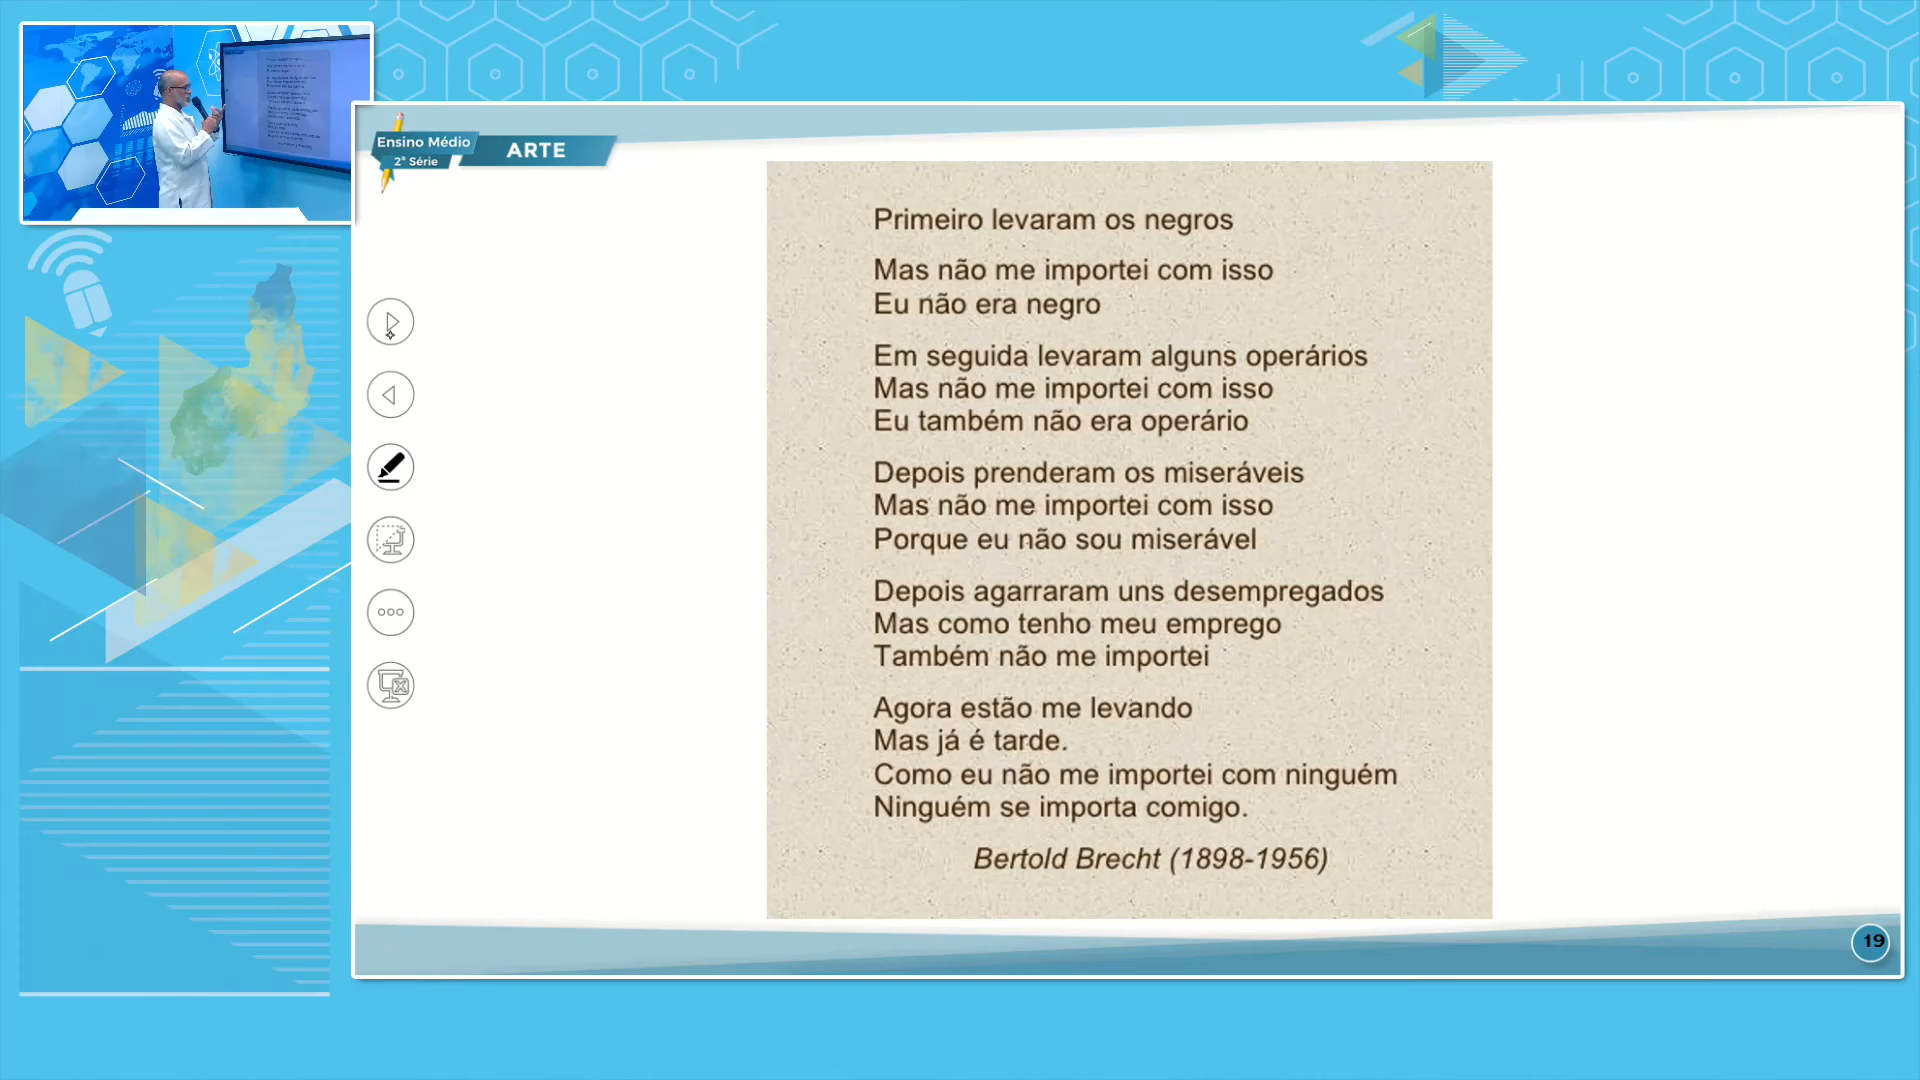 Ensino Médio
2ª Série
ARTE
Primeiro levaram os negros
Mas não me importei com isso
Eu não era negro
Em seguida levaram alguns operários
Mas não me importei com isso
Eu também não era operário
Depois prenderam os miseráveis
Mas não me importei com isso
Porque eu não sou miserável
Depois agarraram uns desempregados
Mas como tenho meu emprego
Também não me importei
Agora estão me levando
Mas já é tarde.
Como eu não me importei com ninguém
Ninguém se importa comigo.
Bertold Brecht (1898-1956)
19